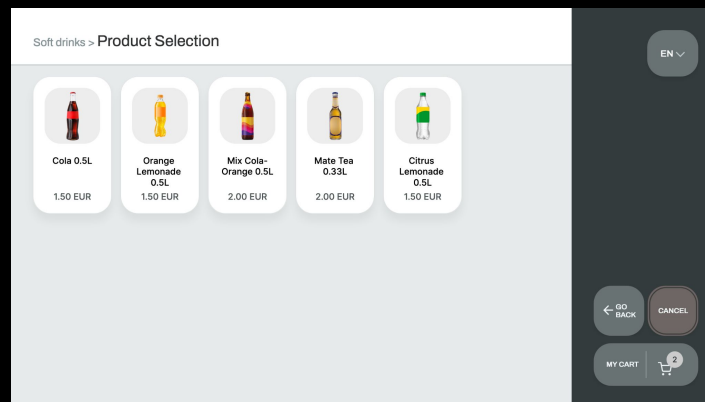 Soft drinks > Product Selection
EN
Cola 0.5L
1.50 EUR
Orange
Lemonade
0.5L
1.50 EUR
Mix Cola-
Orange 0.5L
2.00 EUR
Mate Tea
0.33L
2.00 EUR
Citrus
Lemonade
0.5L
1.50 EUR
GO
BACK
CANCEL
MY CART
2